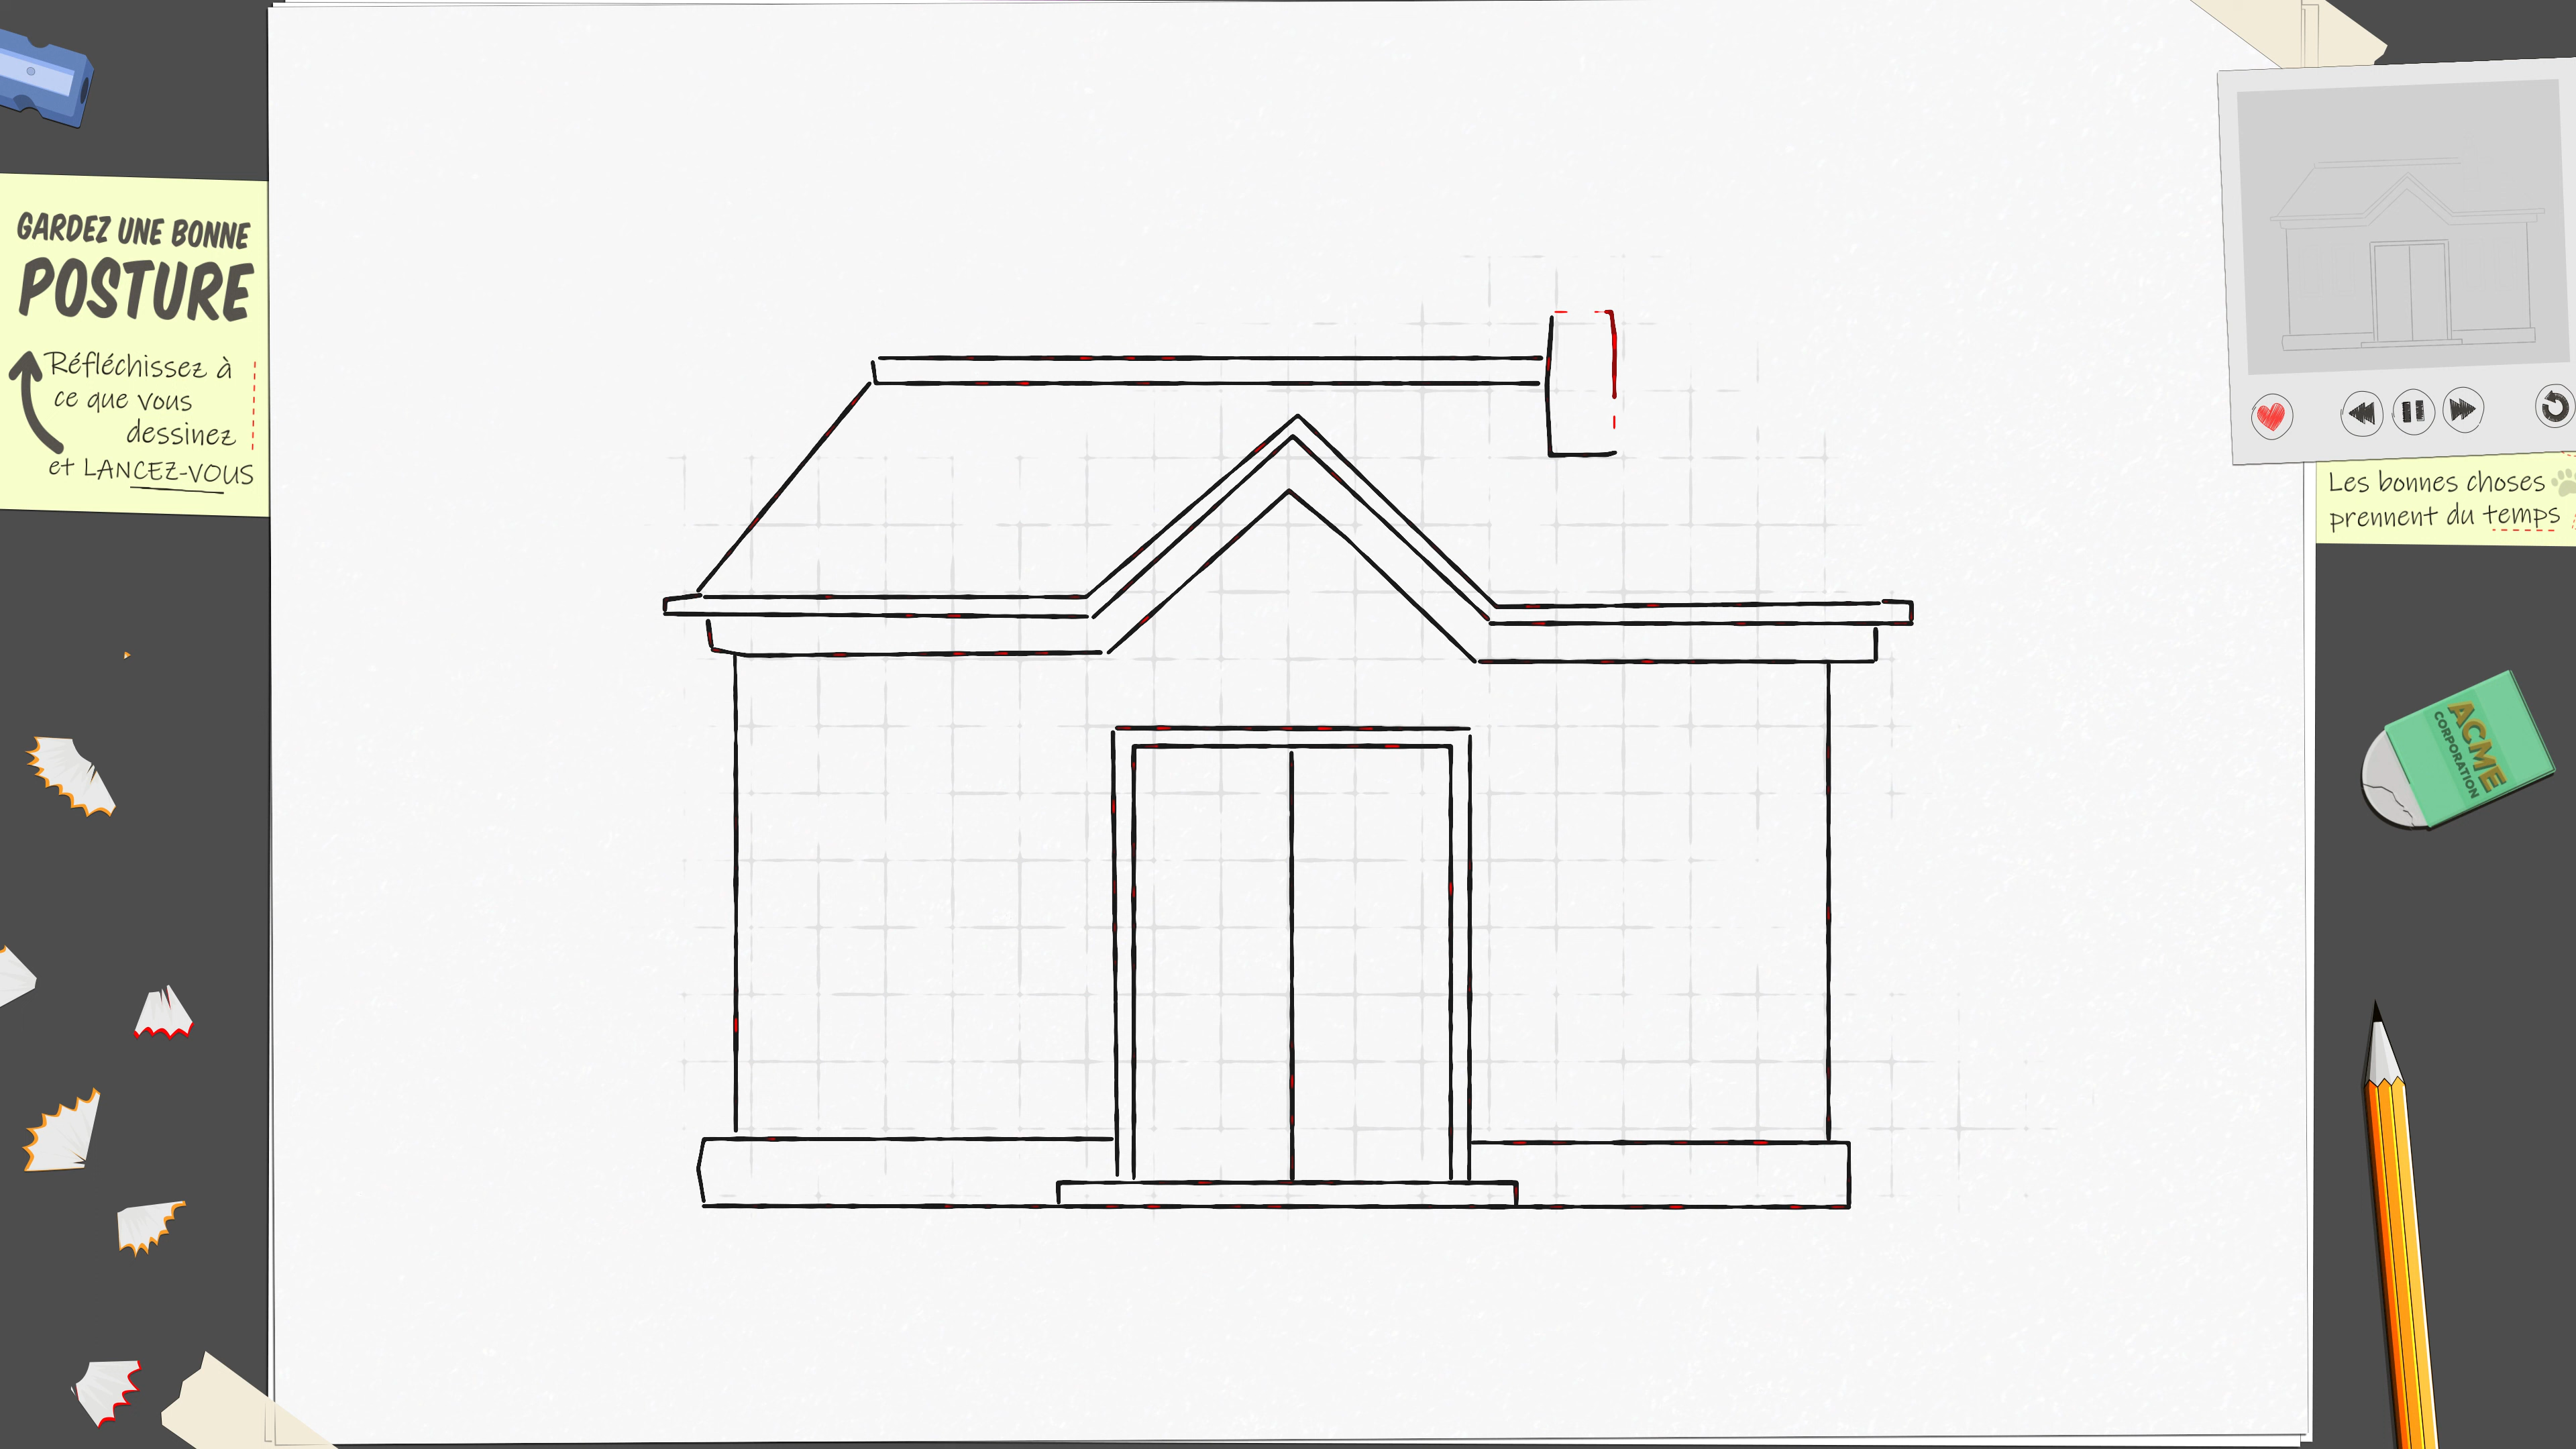 GARDEZ UNE BONNE
POSTURE
Réfléchissez à
ce que vous
dessinez
et LANCEZ-VOUS
Les bonnes choses
prennent du temps
ACME
CORPORATION